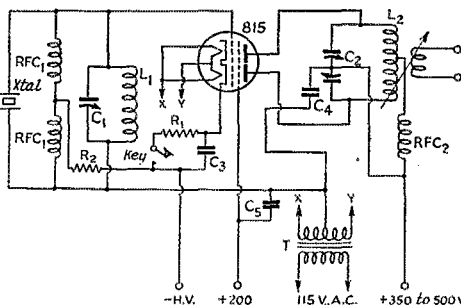 815
RFC1
L1
L2
Xtal
C1
C2
X Y
C4
R1
RFC1
Key
C3
RFC2
R2
C5
X Y
T
-H.V. +200 115 V.A.C. +350 to 500V.